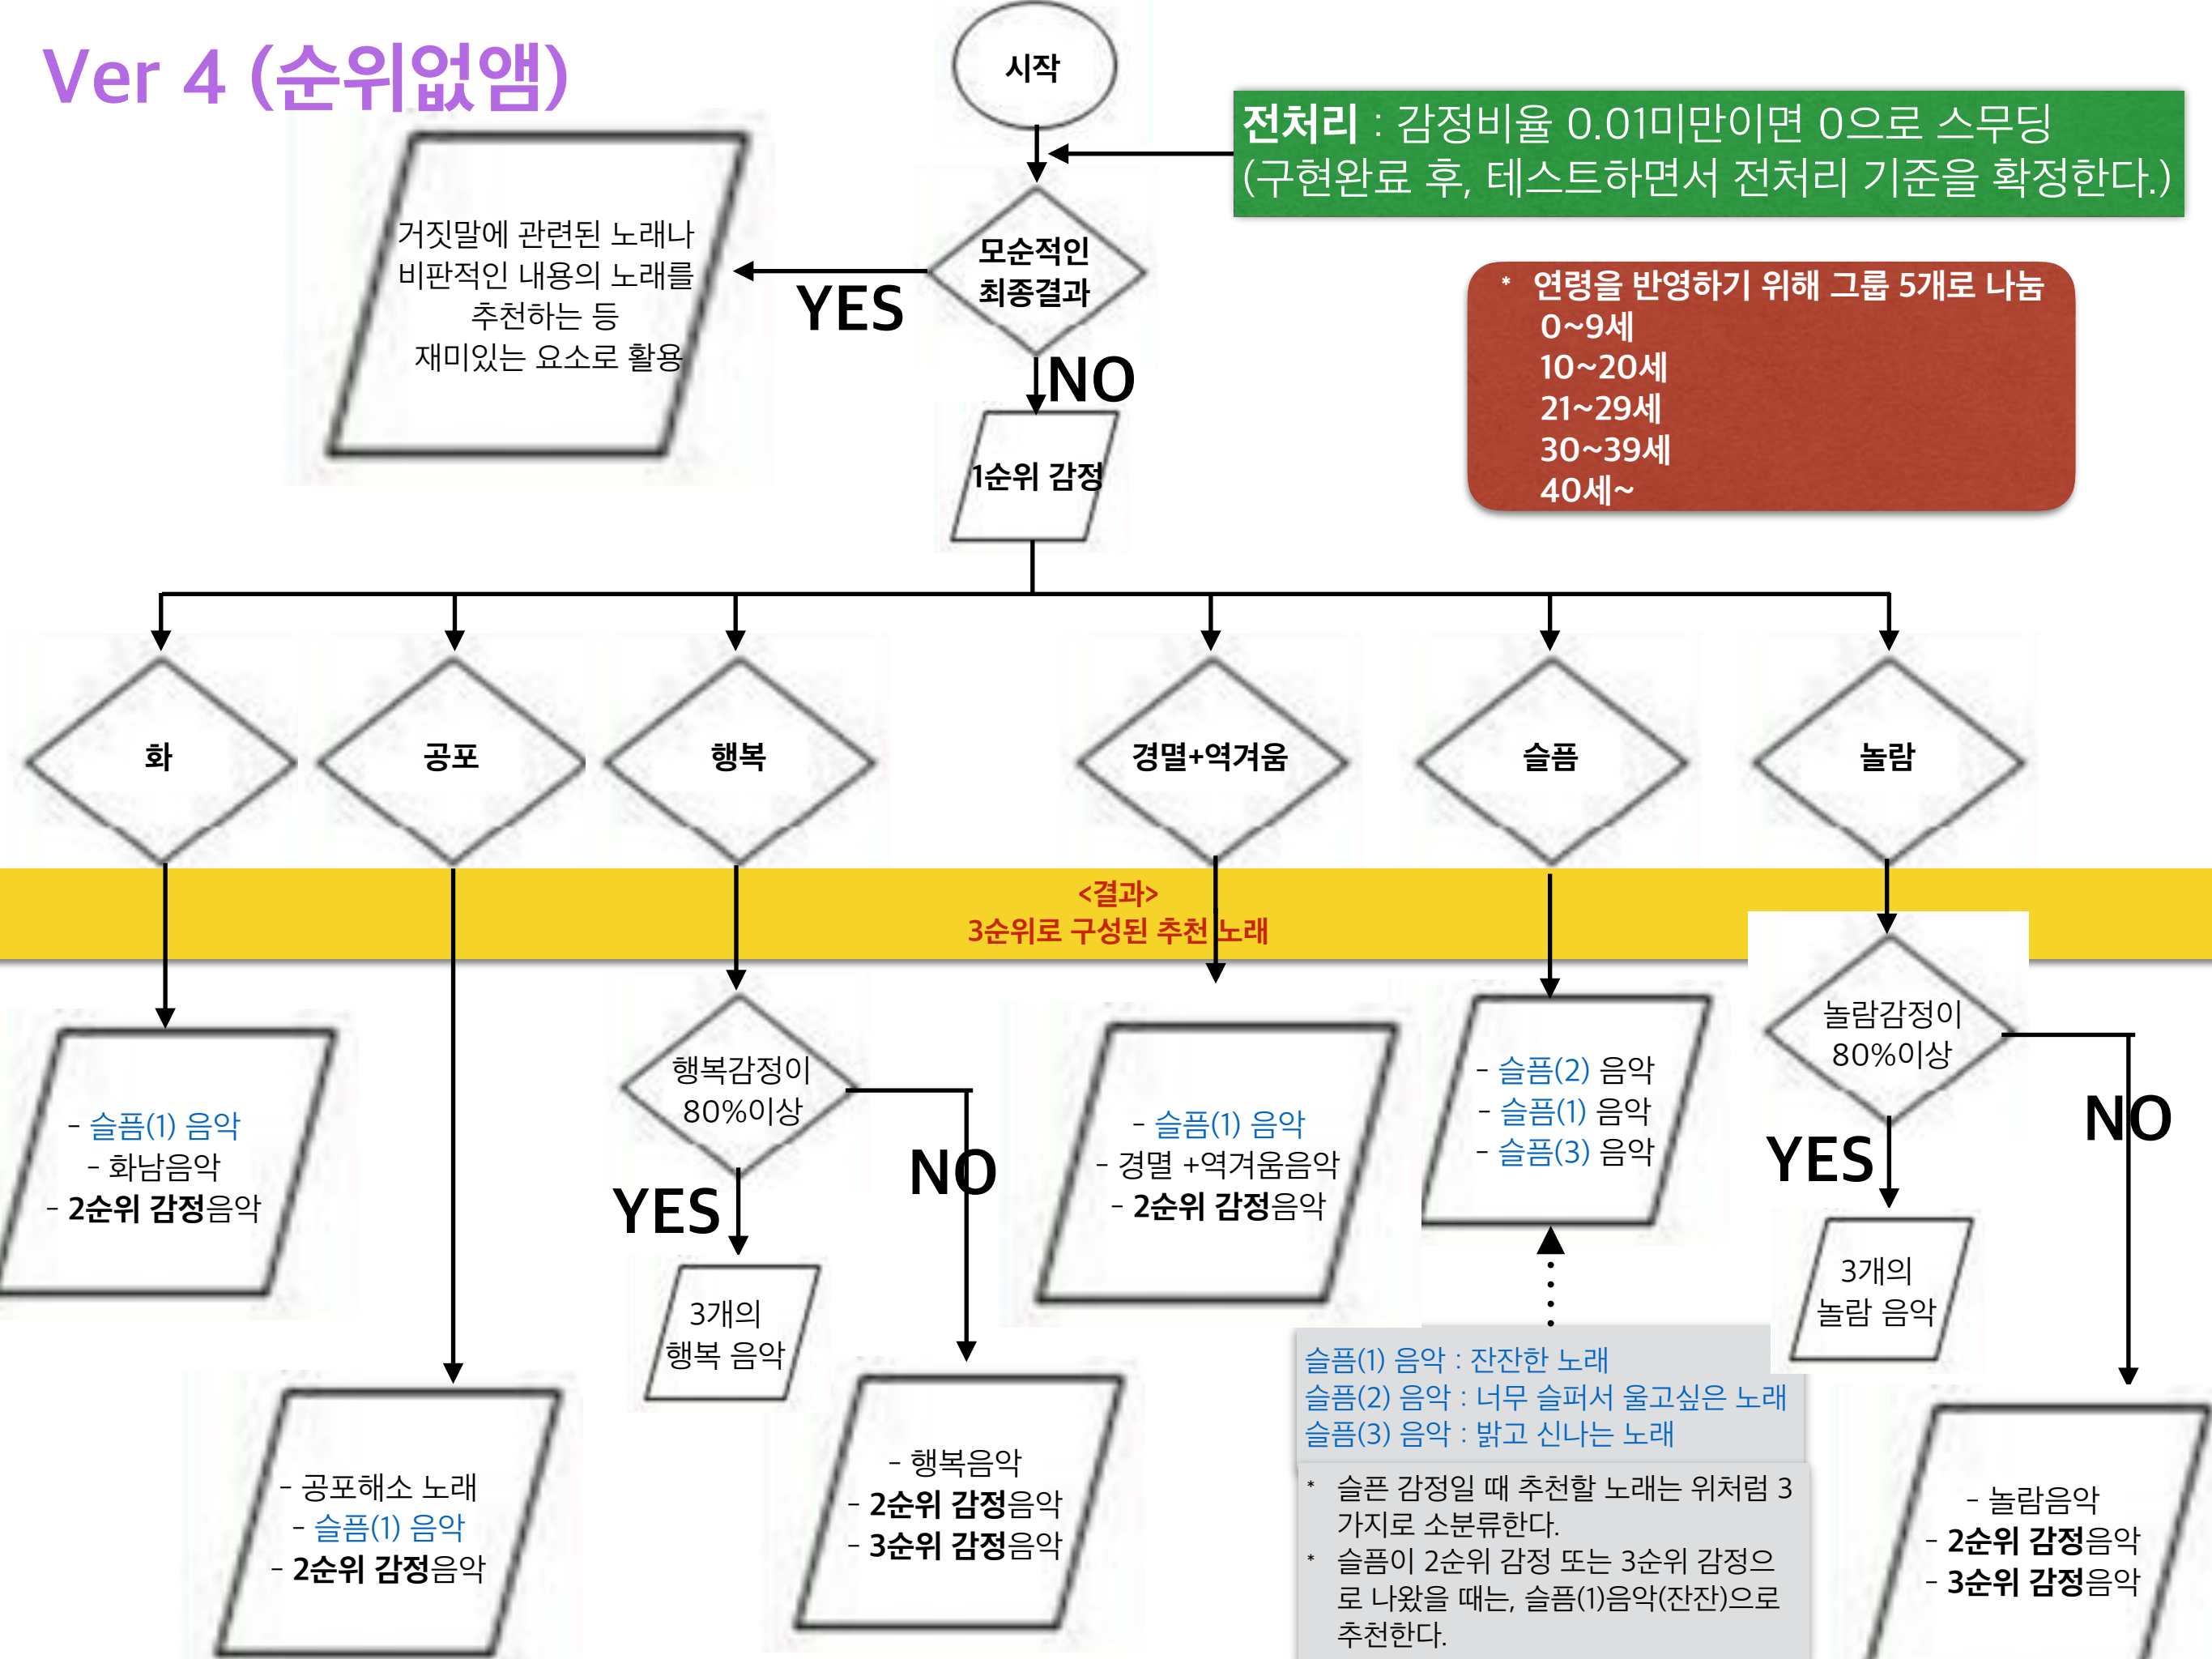 Ver 4 (순위없앰)
시작
전처리 : 감정비율 0.01미만이면 0으로 스무딩
(구현완료 후, 테스트하면서 전처리 기준을 확정한다.)
거짓말에 관련된 노래나
비판적인 내용의 노래를
추천하는 등
재미있는 요소로 활용
YES
모순적인
최종결과
NO
* 연령을 반영하기 위해 그룹 5개로 나눔
0~9세
10~20세
21~29세
30~39세
40세~
1순위 감정
화
공포
행복
경멸+역겨움
슬픔
놀람
<결과>
3순위로 구성된 추천 노래
- 슬픔(1) 음악
- 화남음악
- 2순위 감정음악
- 공포해소 노래
- 슬픔(1) 음악
- 2순위 감정음악
행복감정이
80%이상
YES
NO
3개의
행복 음악
- 행복음악
- 2순위 감정음악
- 3순위 감정음악
- 슬픔(1) 음악
- 경멸 +역겨움음악
- 2순위 감정음악
- 슬픔(2) 음악
- 슬픔(1) 음악
- 슬픔(3) 음악
슬픔(1) 음악 : 잔잔한 노래
슬픔(2) 음악 : 너무 슬퍼서 울고싶은 노래
슬픔(3) 음악 : 밝고 신나는 노래
* 슬픈 감정일 때 추천할 노래는 위처럼 3
가지로 소분류한다.
* 슬픔이 2순위 감정 또는 3순위 감정으
로 나왔을 때는, 슬픔(1)음악(잔잔)으로
추천한다.
놀람감정이
80%이상
YES
NO
3개의
놀람 음악
- 놀람음악
- 2순위 감정음악
- 3순위 감정음악